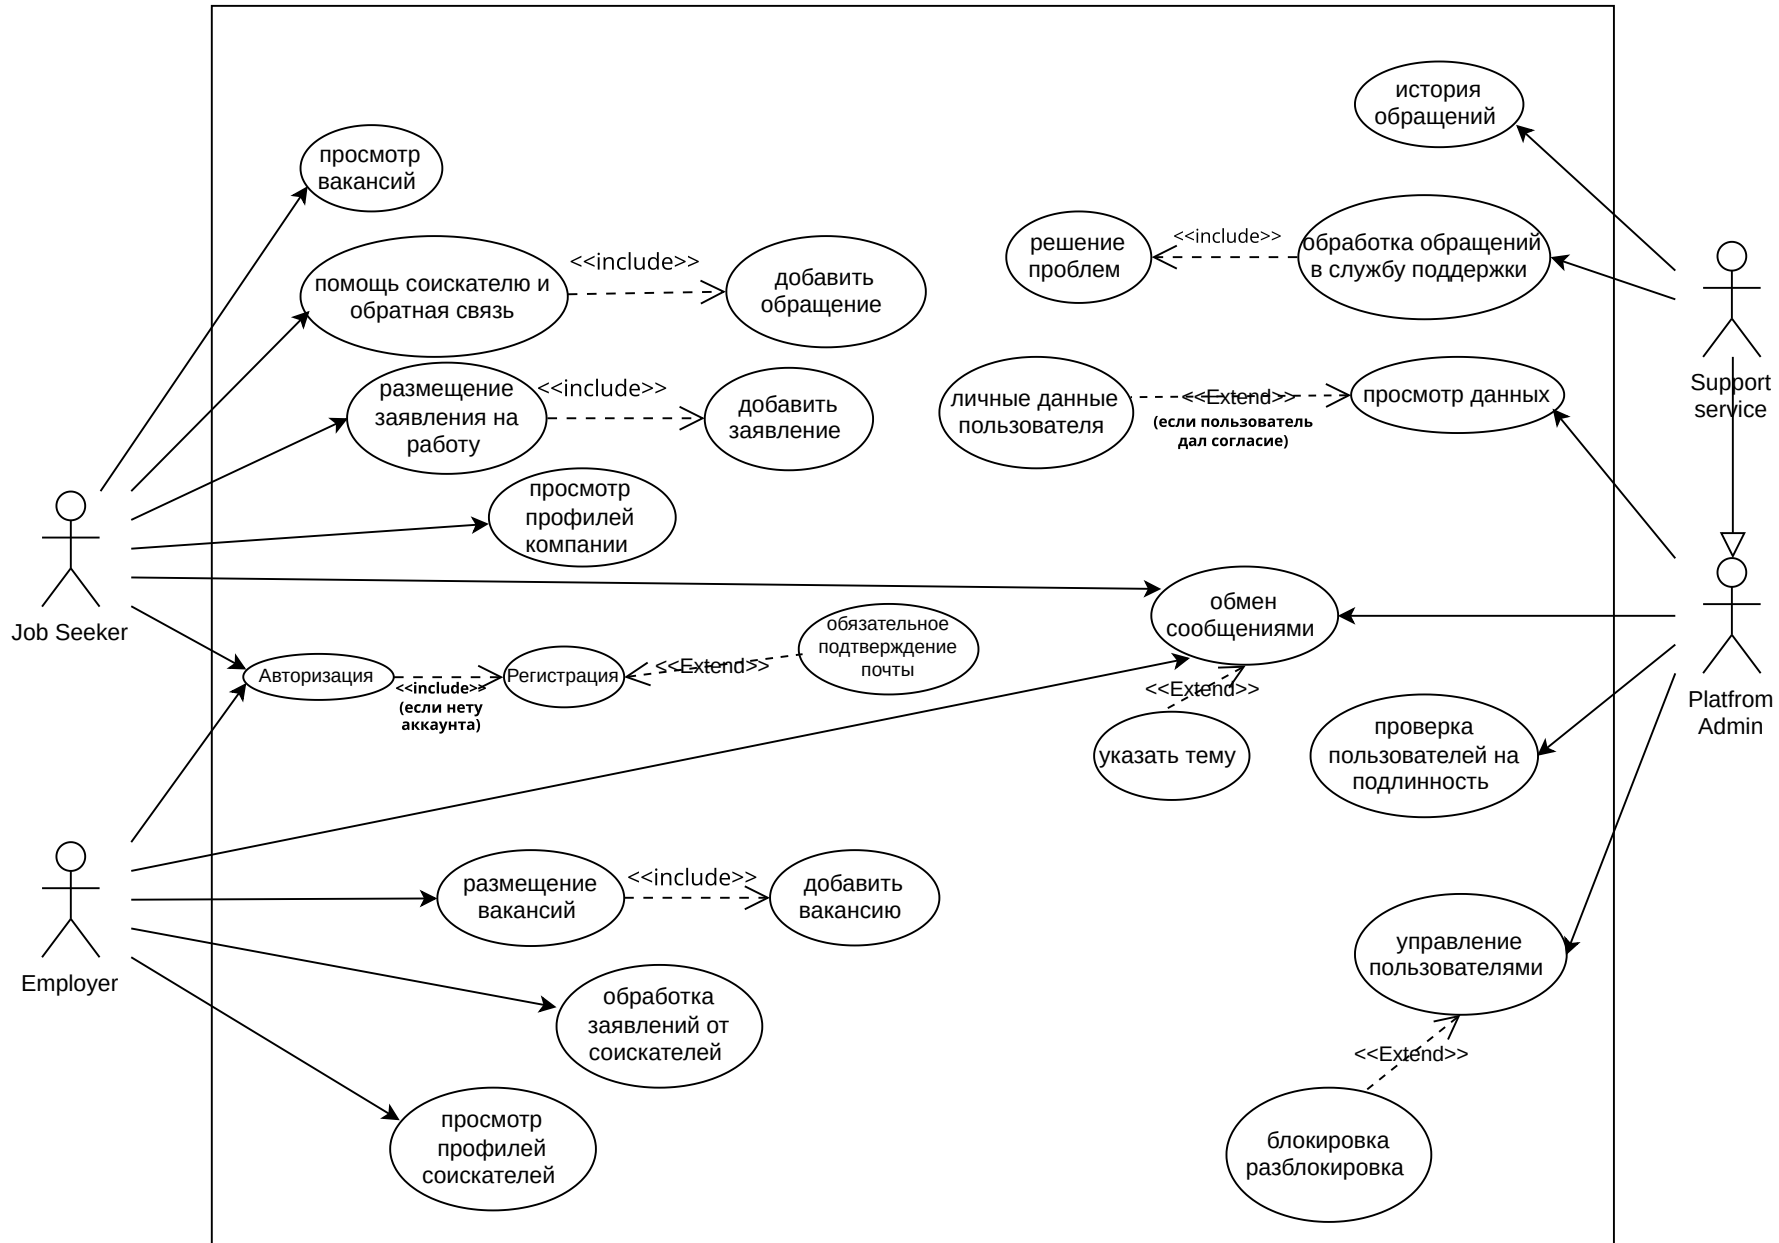 история
обращений
просмотр
вакансий
решение
проблем
<<include>>
обработка обращений
в службу поддержки
помощь соискателю и
обратная связь
<<include>>
добавить
обращение
Support
service
размещение
заявления на
работу
<<include>>
добавить
заявление
личные данные
пользователя
<<Extend>>
(если пользователь
дал согласие)
просмотр данных
просмотр
профилей
компании
Job Seeker
обмен
сообщениями
Авторизация
<<include>>
(если нету
аккаунта)
Регистрация
<<Extend>>
обязательное
подтверждение
почты
<<Extend>>
указать тему
проверка
пользователей на
подлинность
Platfrom
Admin
Employer
размещение
вакансий
<<include>>
добавить
вакансию
управление
пользователями
обработка
заявлений от
соискателей
<<Extend>>
просмотр
профилей
соискателей
блокировка
разблокировка